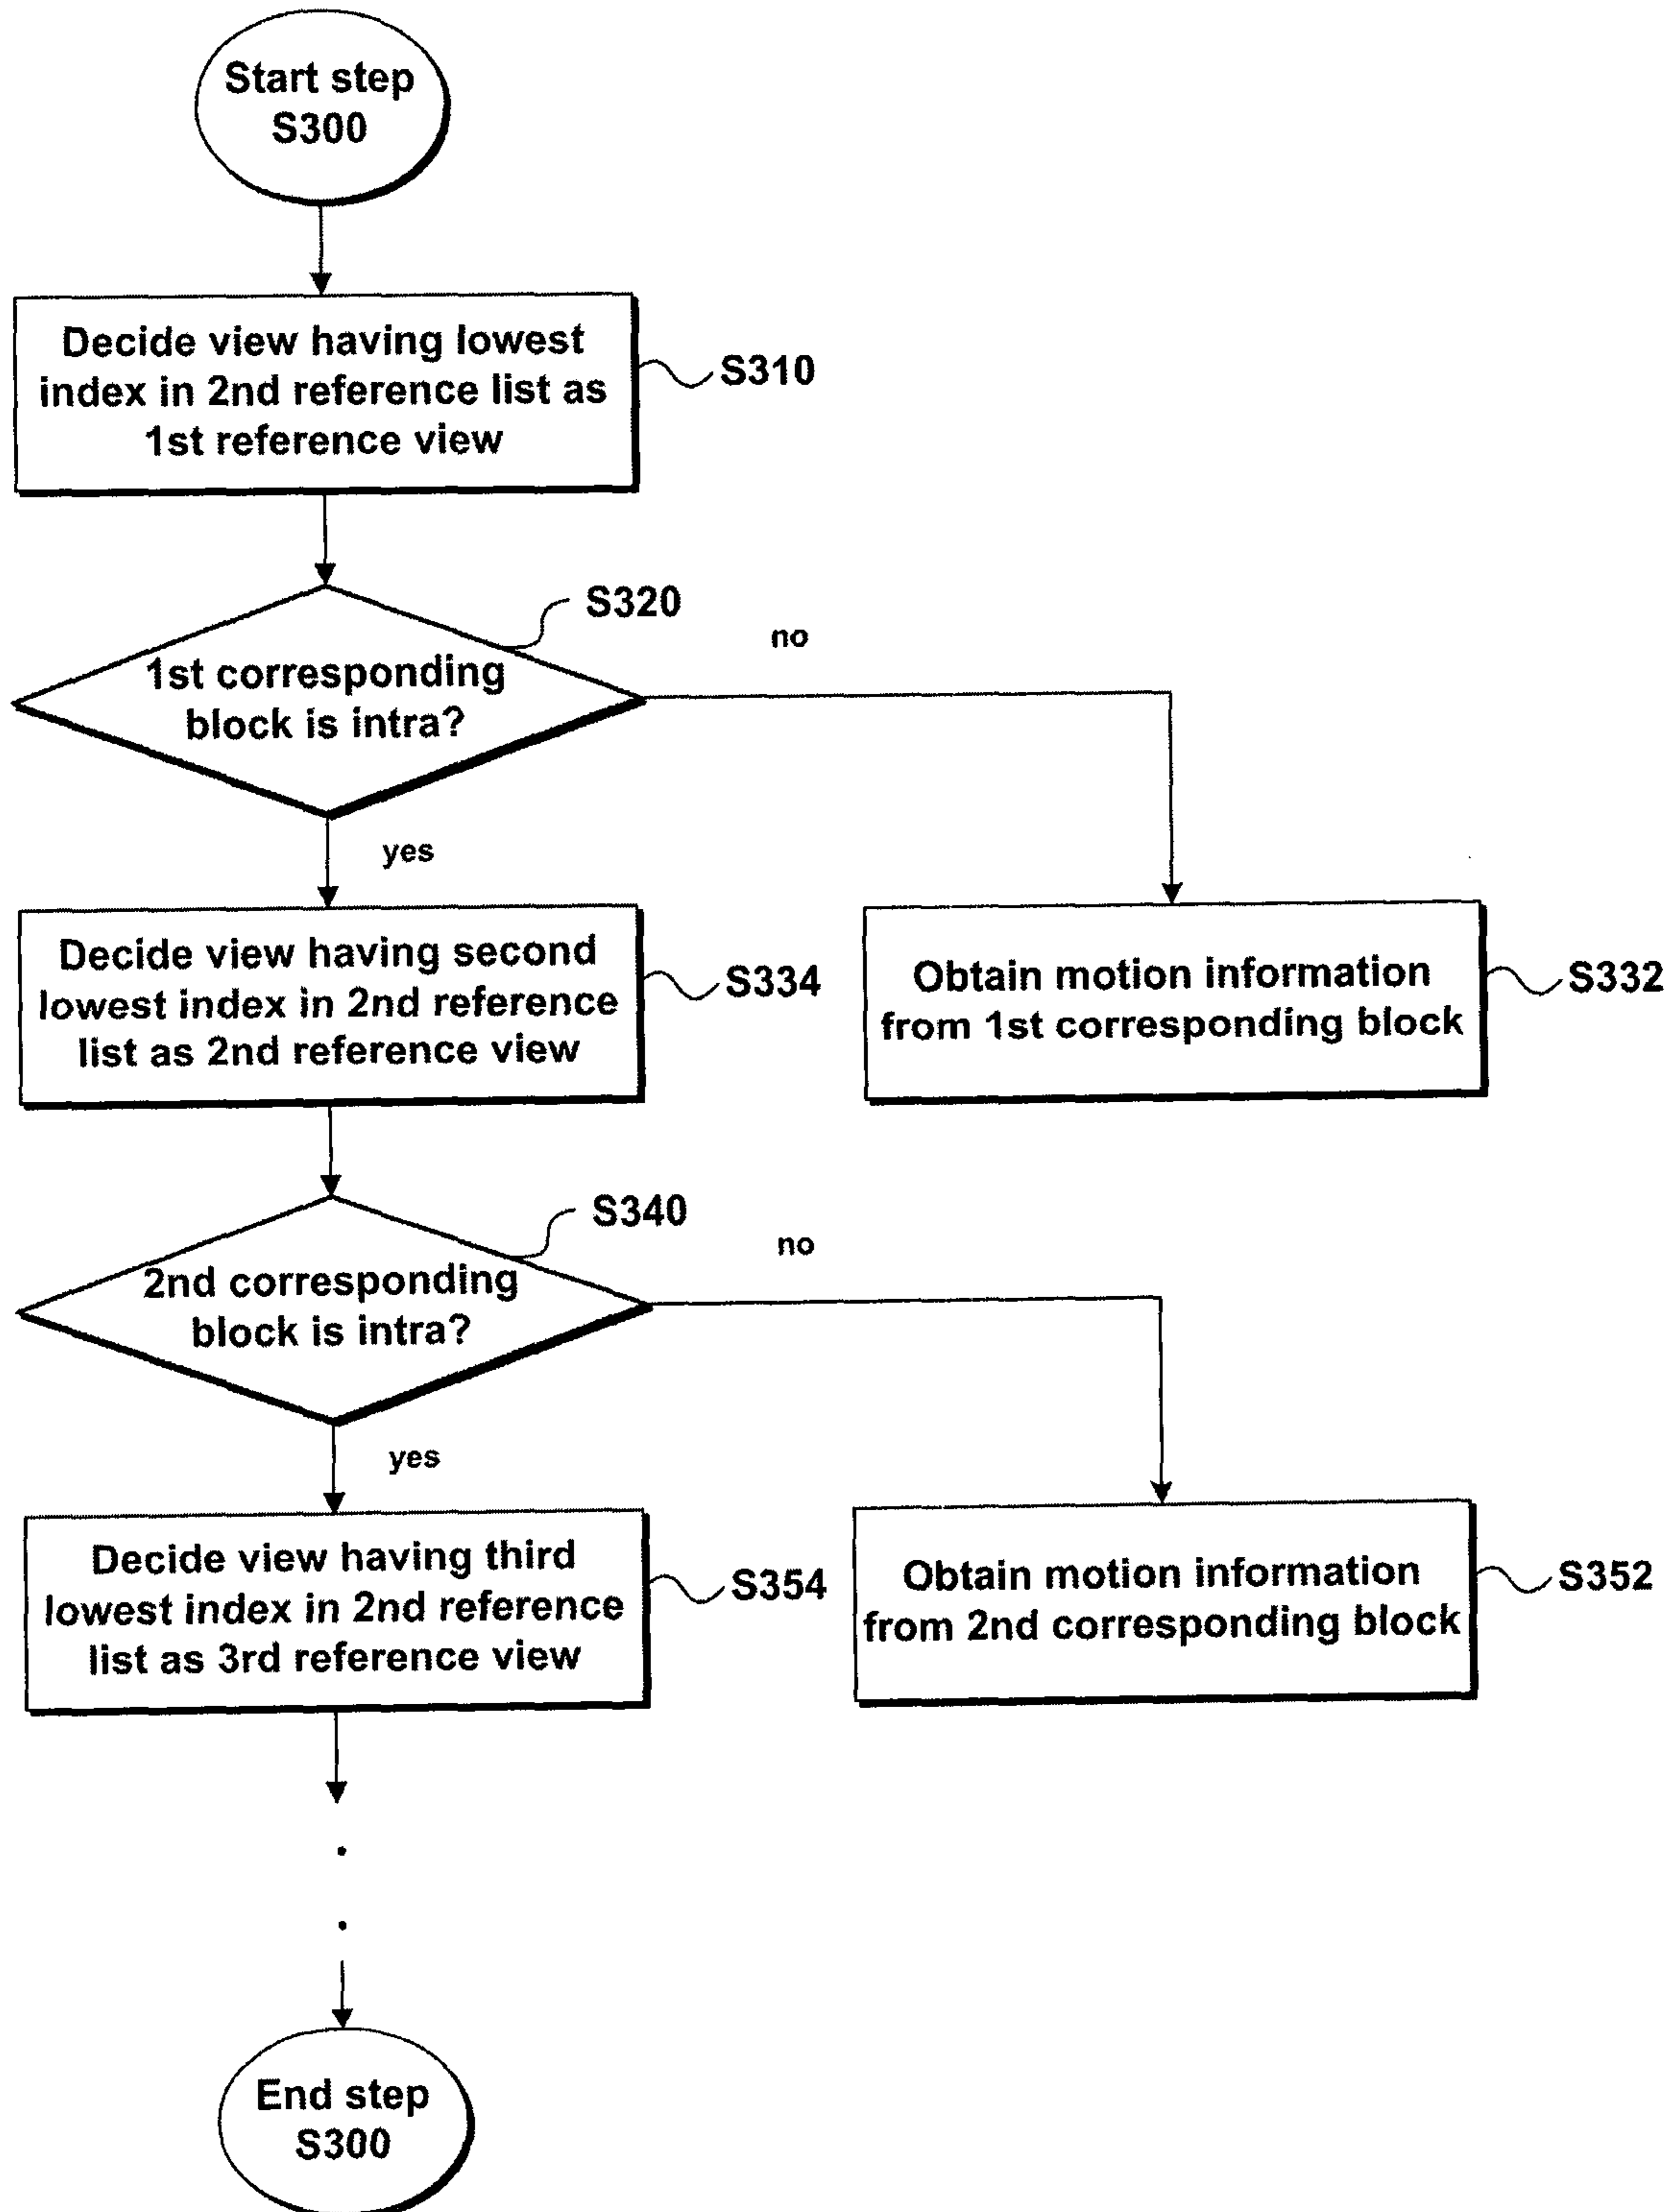 Start step
S300
Decide view having lowest
index in 2nd reference list as
1st reference view
S310
S320
no
1st corresponding
block is intra?
yes
Decide view having second
lowest index in 2nd reference
list as 2nd reference view
S334
Obtain motion information
from 1st corresponding block
S332
S340
no
2nd corresponding
block is intra?
yes
Decide view having third
lowest index in 2nd reference
list as 3rd reference view
S354
Obtain motion information
from 2nd corresponding block
S352
End step
S300